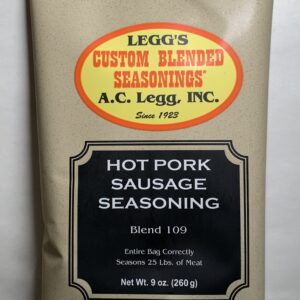 LEGG'S
CUSTOM BLENDED
SEASONINGS®
A.C. Legg, INC.
Since 1923
HOT PORK
SAUSAGE
SEASONING
Blend 109
Entire Bag Correctly
Seasons 25 Lbs. of Meat
Net Wt. 9 oz. (260 g)